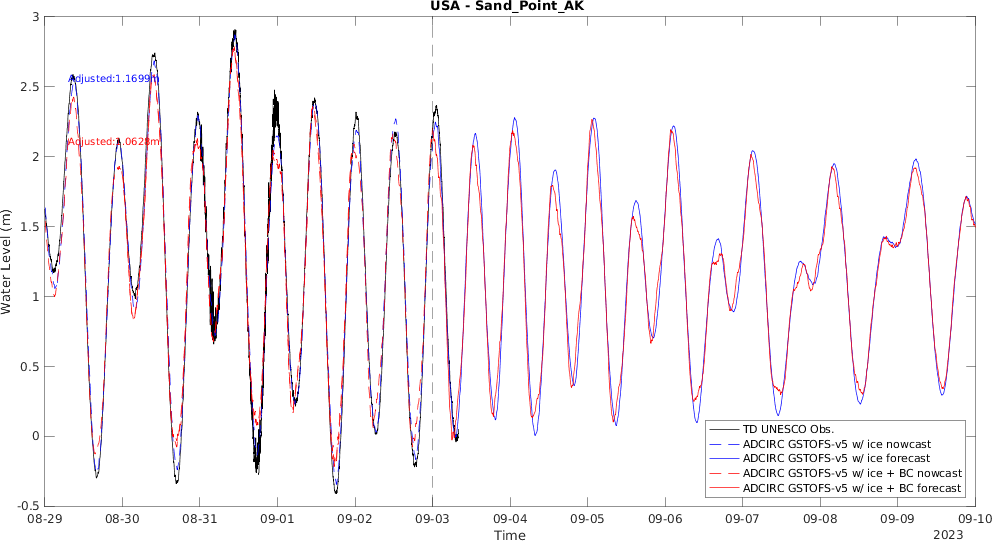 USA - Sand_Point_AK
3
2.5
2
1.5
1
0.5
0
-0.5
Water Level (m)
Adjusted:1.1699m
Adjusted:1.0628m
TD UNESCO Obs.
ADCIRC GSTOFS-v5 w/ ice nowcast
ADCIRC GSTOFS-v5 w/ ice forecast
ADCIRC GSTOFS-v5 w/ ice + BC nowcast
ADCIRC GSTOFS-v5 w/ ice + BC forecast
08-29 08-30 08-31 09-01 09-02 09-03 09-04 09-05 09-06 09-07 09-08 09-09 09-10
Time
2023